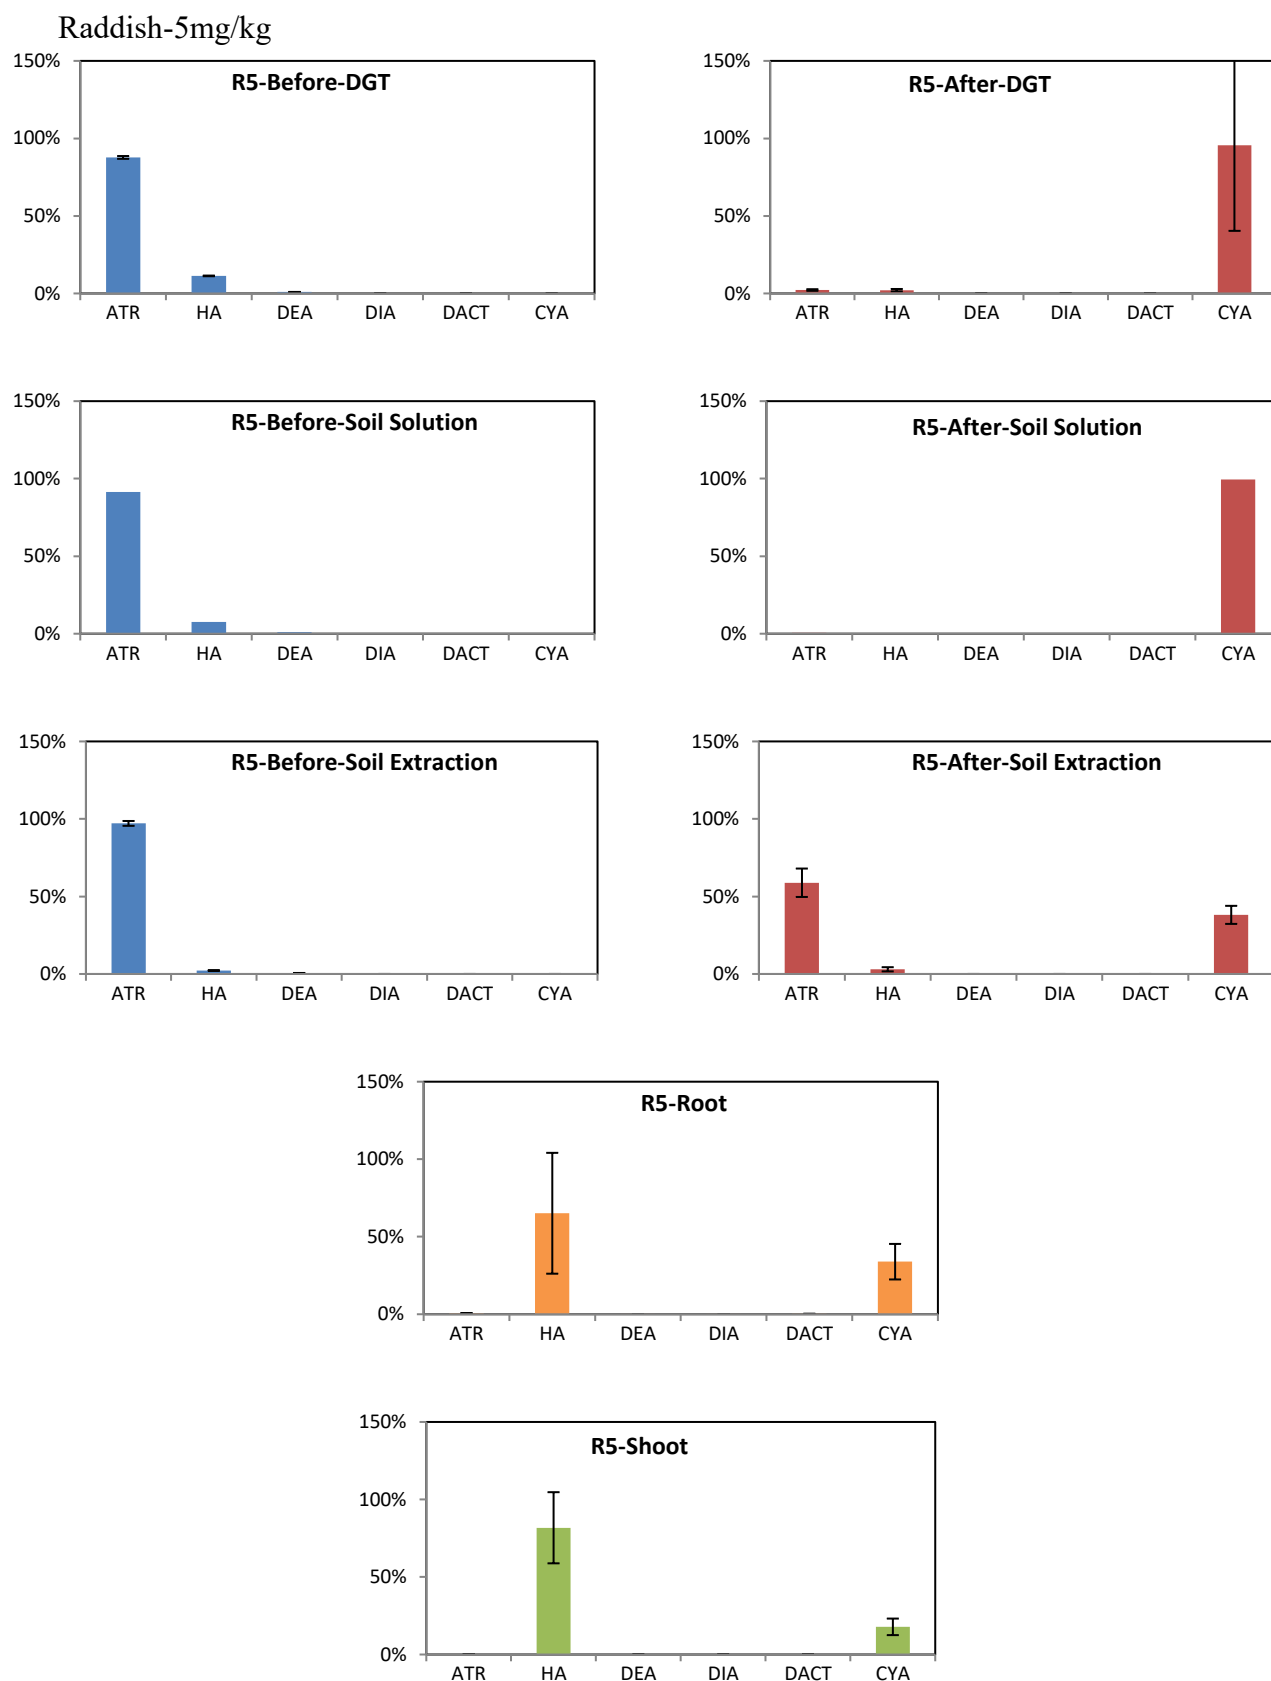 Raddish-5mg/kg
R5-Before-DGT
150%
100%
50%
0%
ATR HA DEA DIA DACT CYA
R5-After-DGT
150%
100%
50%
0%
ATR HA DEA DIA DACT CYA
R5-Before-Soil Solution
150%
100%
50%
0%
ATR HA DEA DIA DACT CYA
R5-After-Soil Solution
150%
100%
50%
0%
ATR HA DEA DIA DACT CYA
R5-Before-Soil Extraction
150%
100%
50%
0%
ATR HA DEA DIA DACT CYA
R5-After-Soil Extraction
150%
100%
50%
0%
ATR HA DEA DIA DACT CYA
R5-Root
150%
100%
50%
0%
ATR HA DEA DIA DACT CYA
R5-Shoot
150%
100%
50%
0%
ATR HA DEA DIA DACT CYA